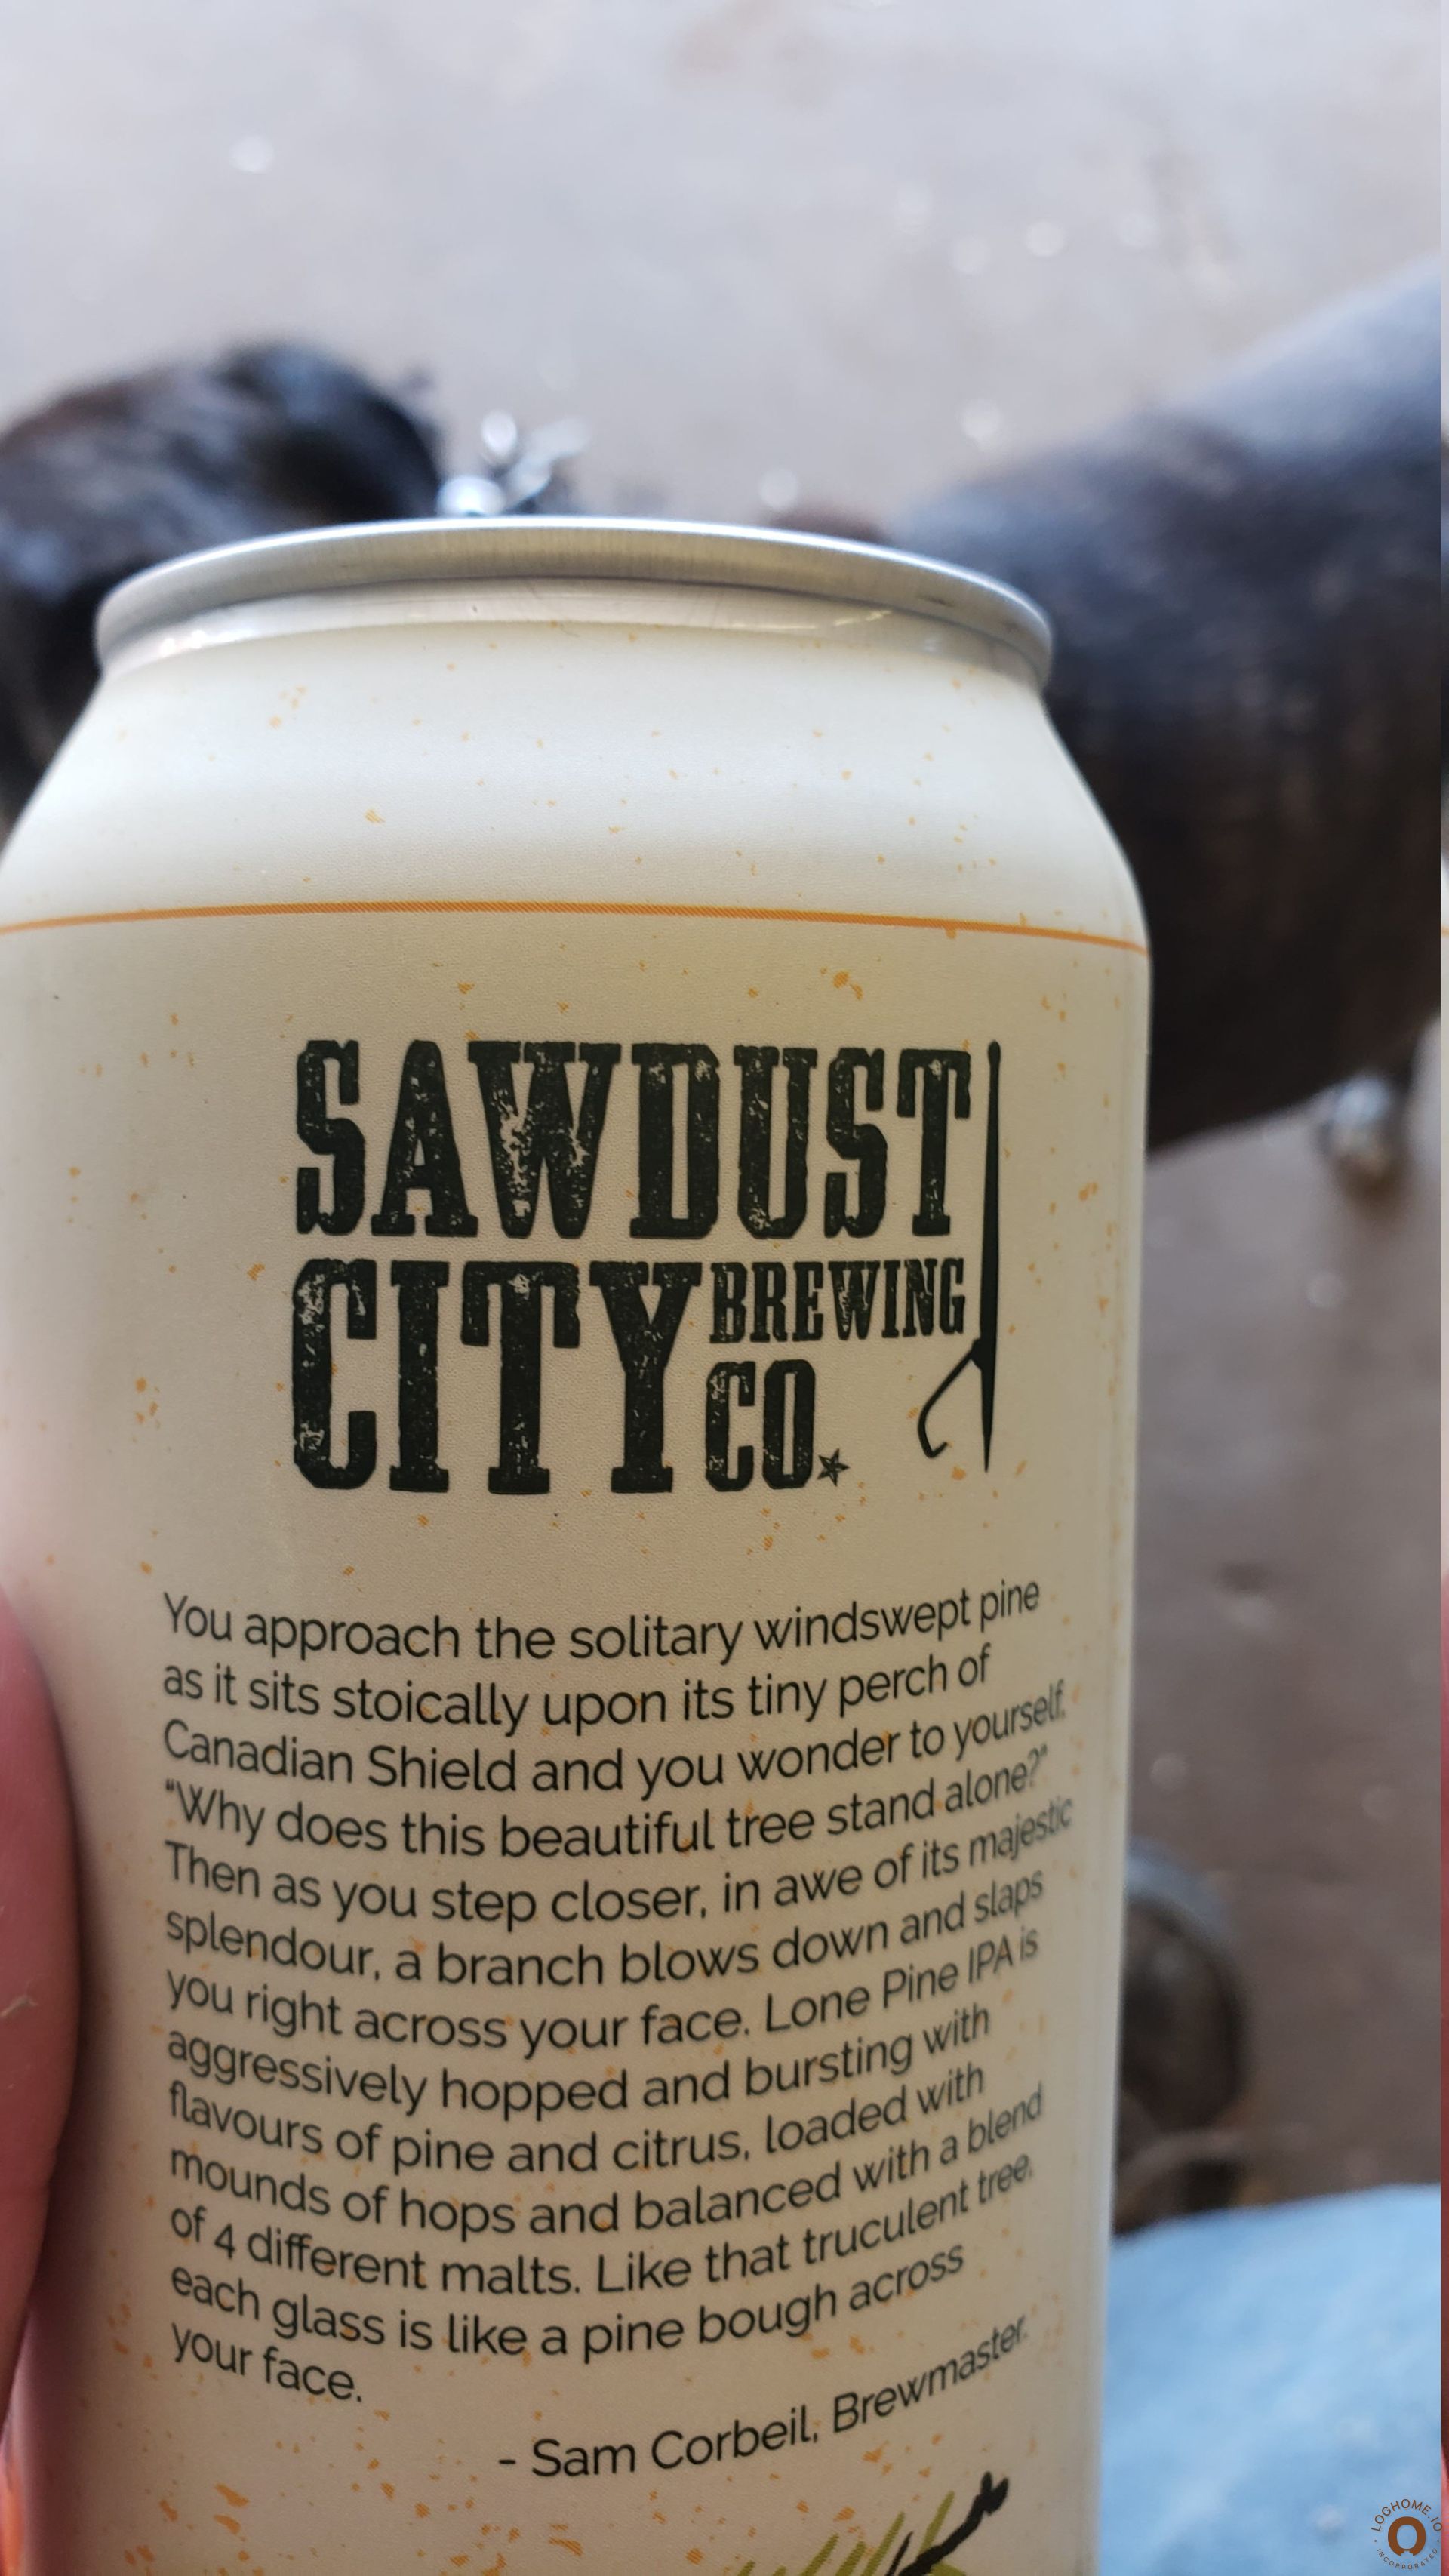 SAWDUST
CITY BREWING
CO.
You approach the solitary windswept pine
as it sits stoically upon its tiny perch of
Canadian Shield and you wonder to yourself,
"Why does this beautiful tree stand alone?"
Then as you step closer, in awe of its majestic
splendour, a branch blows down and slaps
you right across your face. Lone Pine IPA is
aggressively hopped and bursting with
flavours of pine and citrus, loaded with
mounds of hops and balanced with a blend
of 4 different malts. Like that truculent tree,
each glass is like a pine bough across
your face.
- Sam Corbeil, Brewmaster.
LOGHOME.IO
INCORPORATED